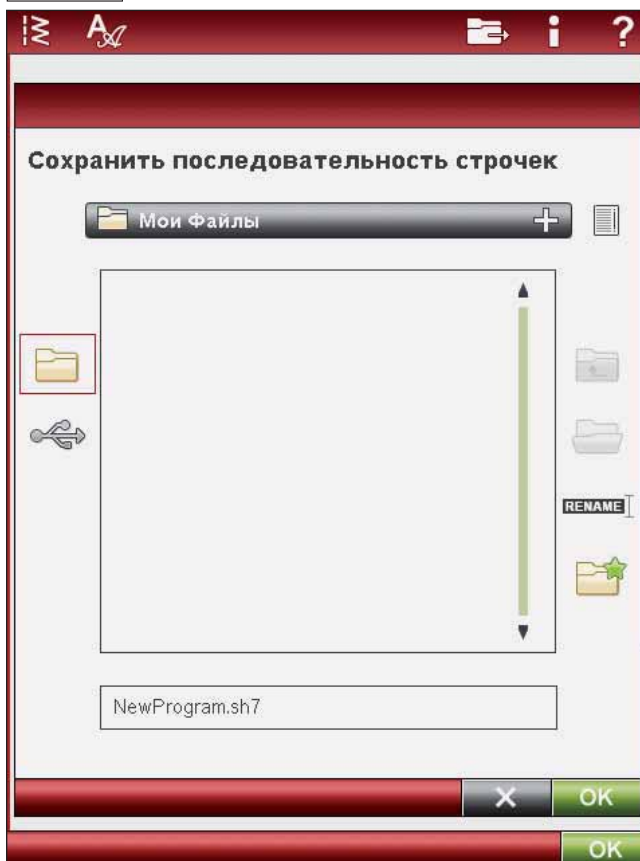 A
i
?
Сохранить последовательность строчек
Мои Файлы
RENAME
NewProgram.sh7
OK
OK